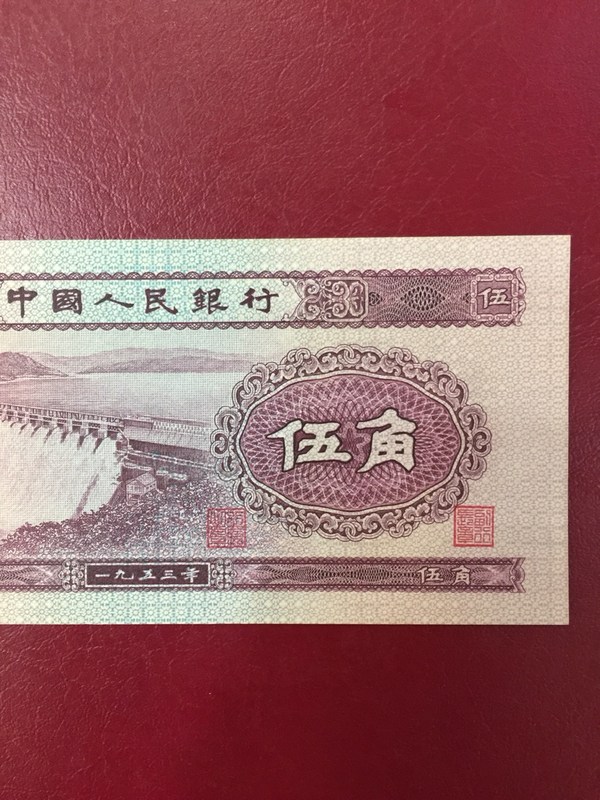 中國人民銀行
伍
伍角
一九五三年
伍角